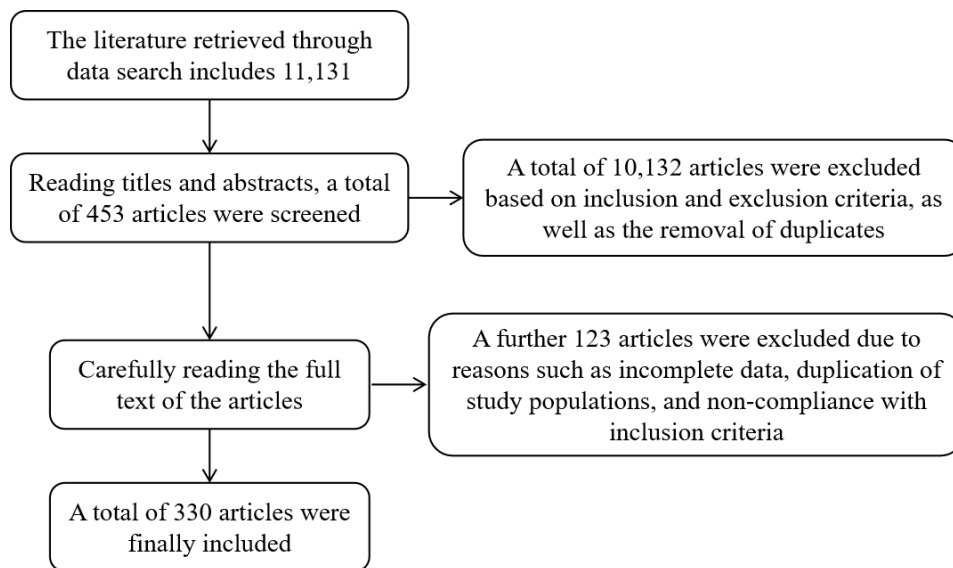 The literature retrieved through
data search includes 11,131
Reading titles and abstracts, a total
of 453 articles were screened
A total of 10,132 articles were excluded
based on inclusion and exclusion criteria, as
well as the removal of duplicates
Carefully reading the full
text of the articles
A further 123 articles were excluded due to
reasons such as incomplete data, duplication of
study populations, and non-compliance with
inclusion criteria
A total of 330 articles were
finally included